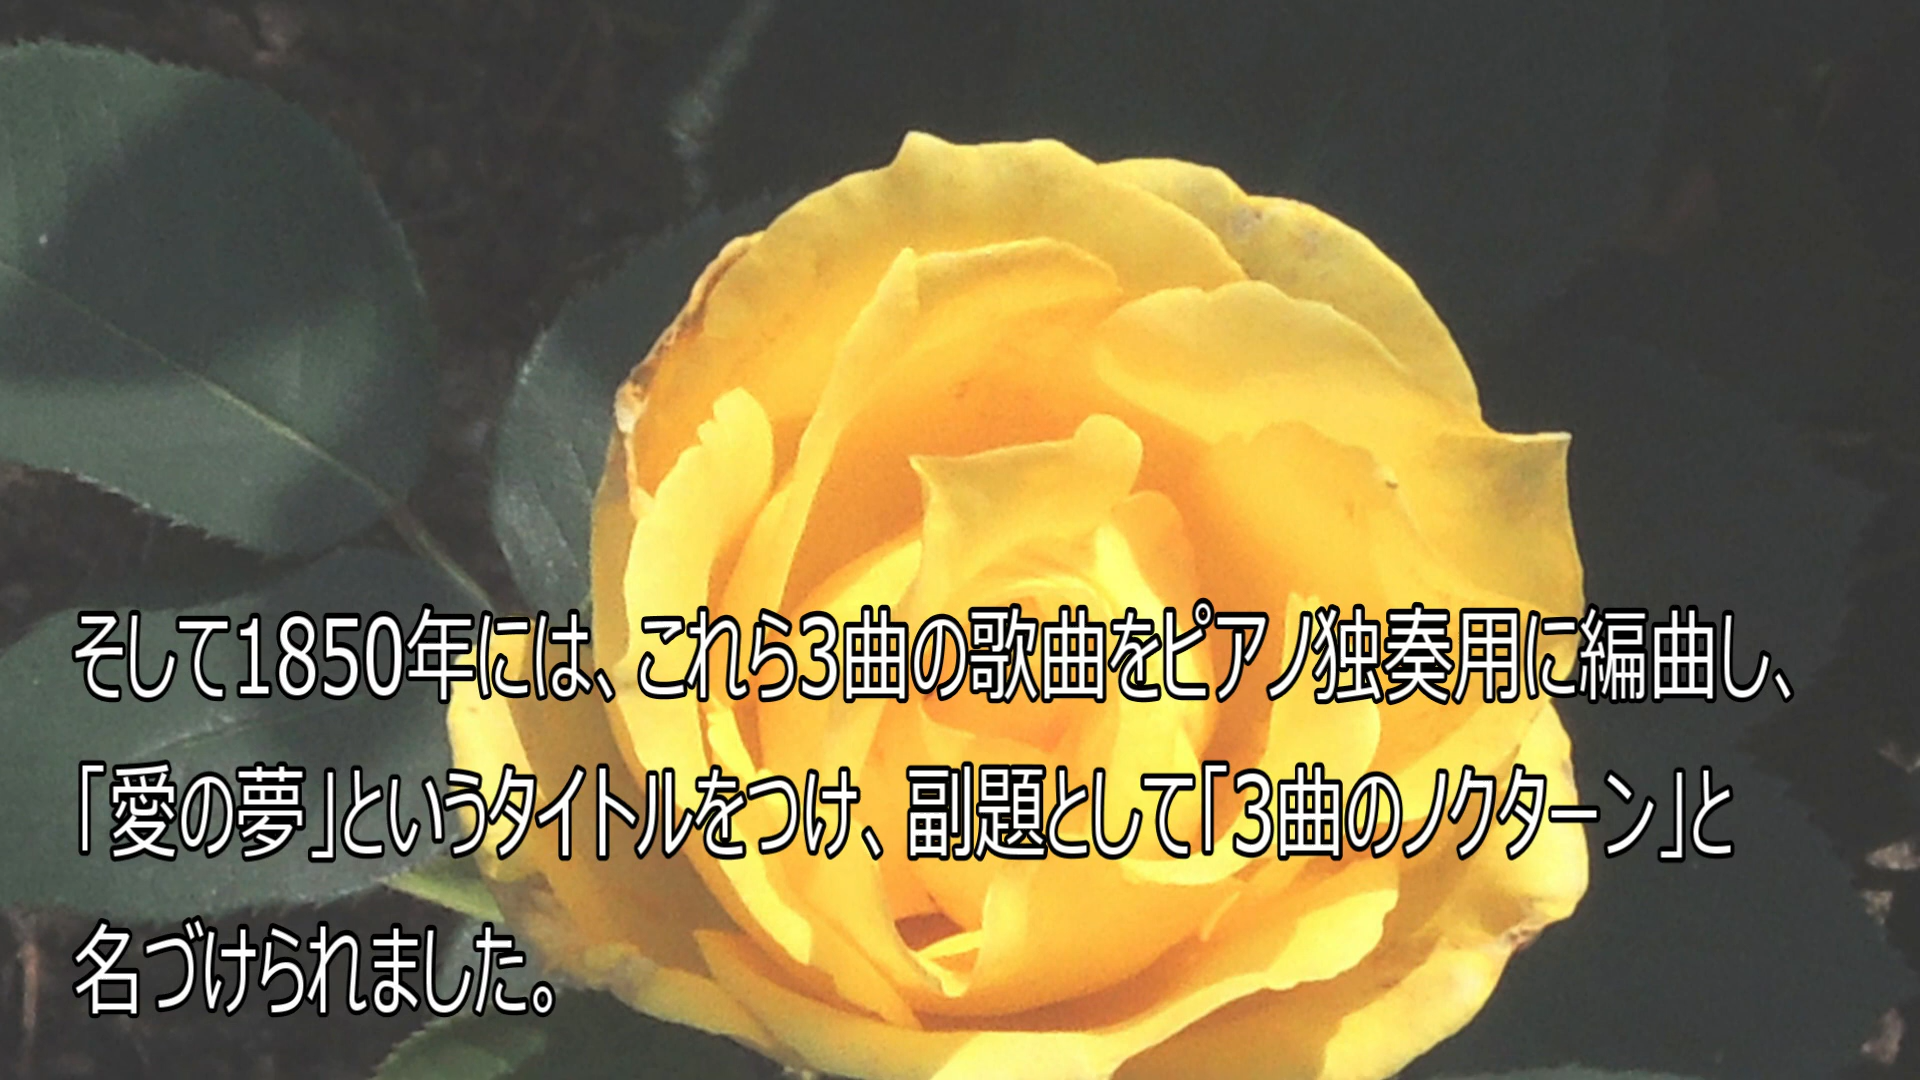 そして1850年には、これら3曲の歌曲をピアノ独奏用に編曲し、
「愛の夢」というタイトルをつけ、副題として「3曲のノクターン」と
名づけられました。